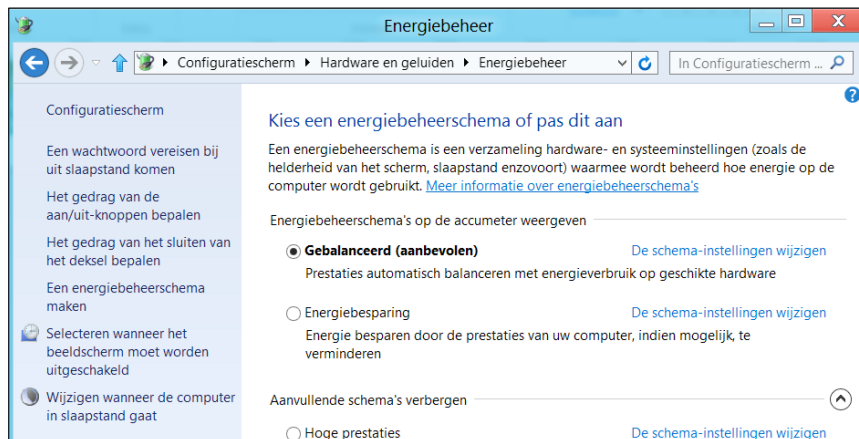 Energiebeheer
Configuratiescherm Hardware en geluiden Energiebeheer
In Configuratiescherm ...
Configuratiescherm
Een wachtwoord vereisen bij
uit slaapstand komen
Het gedrag van de
aan/uit-knoppen bepalen
Het gedrag van het sluiten van
het deksel bepalen
Een energiebeheerschema
maken
Selecteren wanneer het
beeldscherm moet worden
uitgeschakeld
Wijzigen wanneer de computer
in slaapstand gaat
Kies een energiebeheerschema of pas dit aan
Een energiebeheerschema is een verzameling hardware- en systeeminstellingen (zoals de
helderheid van het scherm, slaapstand enzovoort) waarmee wordt beheerd hoe energie op de
computer wordt gebruikt. Meer informatie over energiebeheerschema's
Energiebeheerschema's op de accumeter weergeven
Gebalanceerd (aanbevolen) De schema-instellingen wijzigen
Prestaties automatisch balanceren met energieverbruik op geschikte hardware
Energiebesparing De schema-instellingen wijzigen
Energie besparen door de prestaties van uw computer, indien mogelijk, te
verminderen
Aanvullende schema's verbergen
Hoge prestaties De schema-instellingen wijzigen